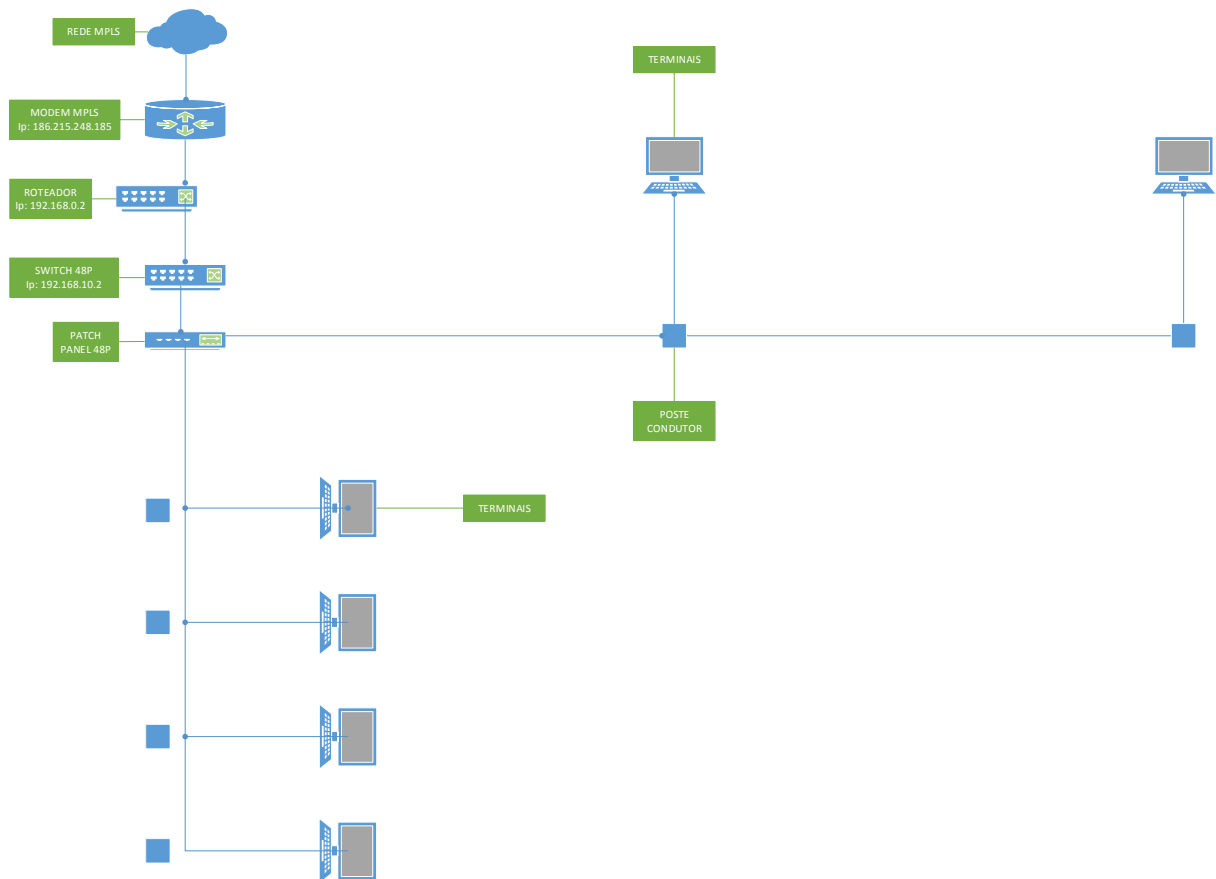 REDE MPLS
TERMINAIS
MODEM MPLS
Ip: 186.215.248.185
ROTEADOR
Ip: 192.168.0.2
SWITCH 48P
Ip: 192.168.10.2
PATCH
PANEL 48P
POSTE
CONDUTOR
TERMINAIS